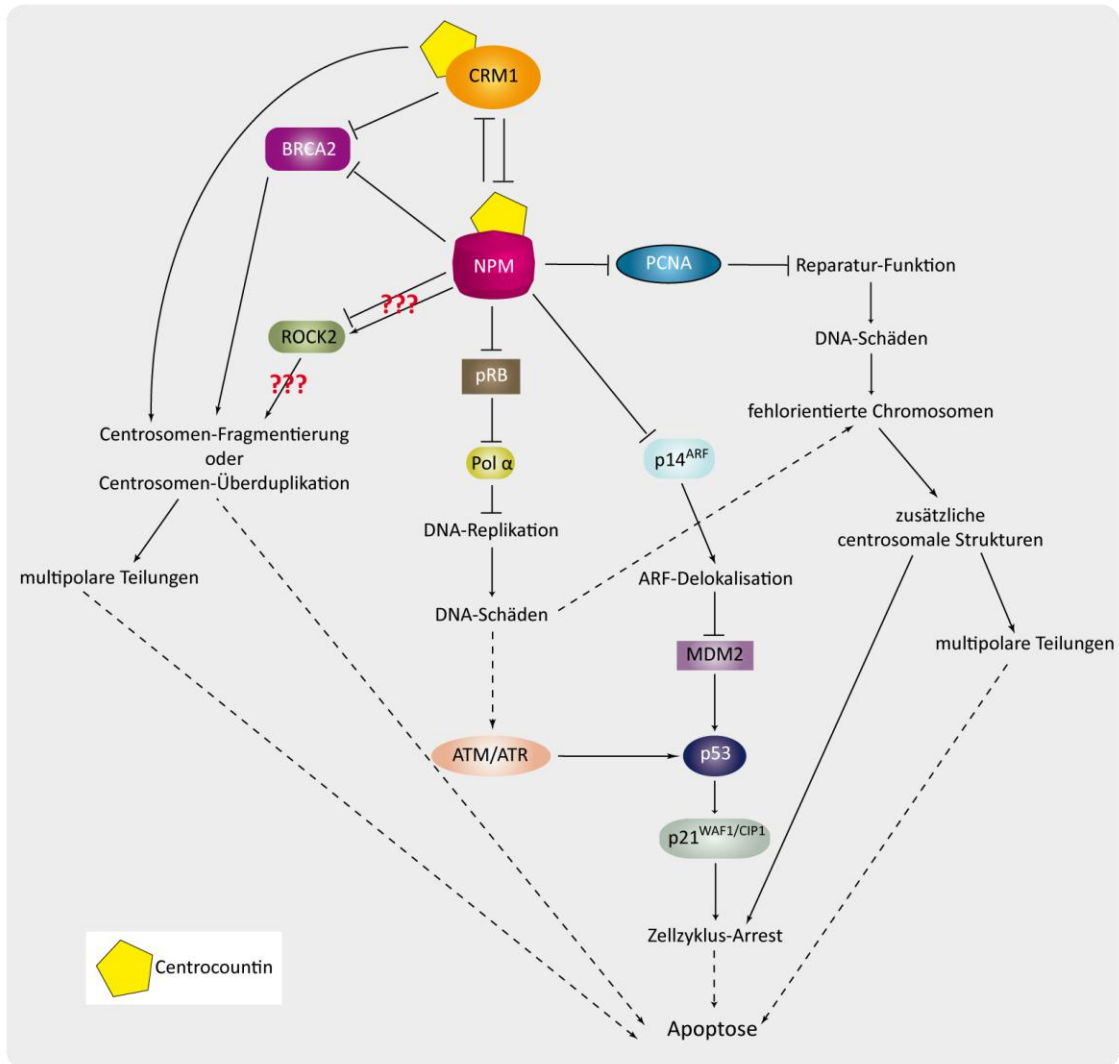 CRM1
BRCA2
NPM
PCNA
Reparatur-Funktion
???
ROCK2
DNA-Schäden
pRB
???
fehlorientierte Chromosomen
Centrosomen-Fragmentierung
oder
Centrosomen-Überduplikation
Pol α
p14ARF
zusätzliche
centrosomale Strukturen
DNA-Replikation
multipolare Teilungen
ARF-Delokalisation
DNA-Schäden
multipolare Teilungen
MDM2
ATM/ATR
p53
p21WAF1/CIP1
Zellzyklus-Arrest
Centrocountin
Apoptose